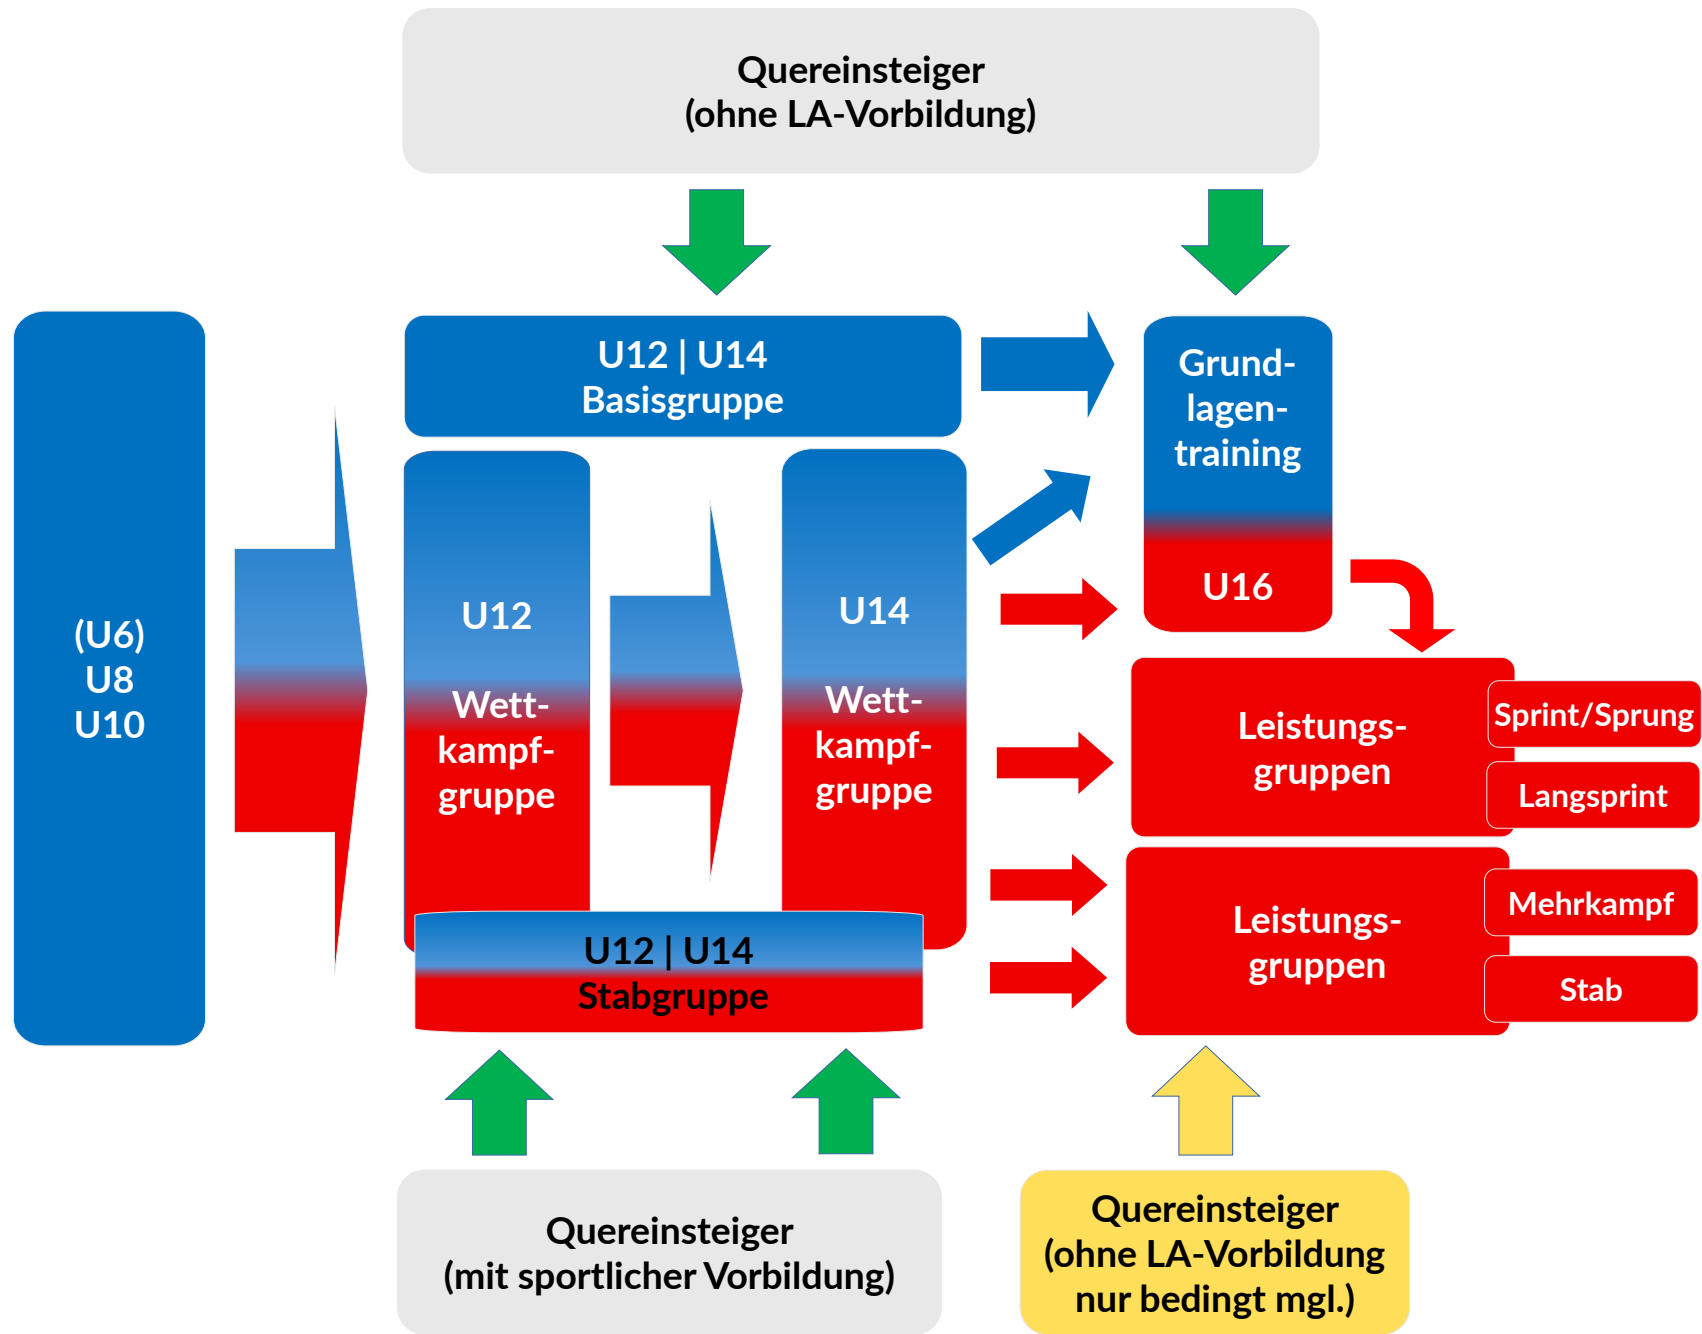 Quereinsteiger
(ohne LA-Vorbildung)
(U6)
U8
U10
U12 | U14
Basisgruppe
U12
Wett-
kampf-
gruppe
U14
Wett-
kampf-
gruppe
U12 | U14
Stabgruppe
Grund-
lagen-
training
U16
Leistungs-
gruppen
Sprint/Sprung
Langsprint
Leistungs-
gruppen
Mehrkampf
Stab
Quereinsteiger
(mit sportlicher Vorbildung)
Quereinsteiger
(ohne LA-Vorbildung
nur bedingt mgl.)